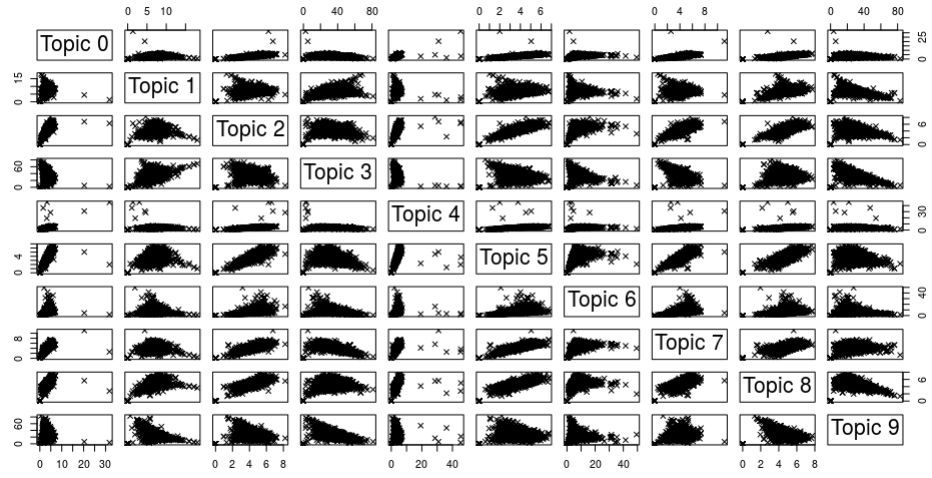 0 5 10
0 40 80
0 2 4 6
0 4 8
0 40 80
Topic 0
0 25
0 15
Topic 1
Topic 2
0 6
0 60
Topic 3
Topic 4
0 30
0 4
Topic 5
Topic 6
0 40
0 8
Topic 7
Topic 8
0 6
0 60
Topic 9
0 10 20 30
0 2 4 6 8
0 20 40
0 20 40
0 2 4 6 8